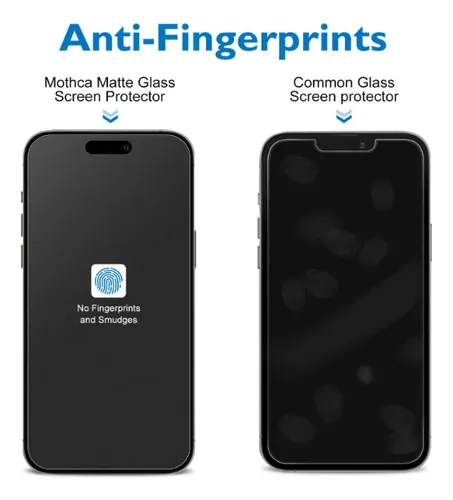 Anti-Fingerprints
Mothca Matte Glass
Screen Protector
Common Glass
Screen protector
No Fingerprints
and Smudges